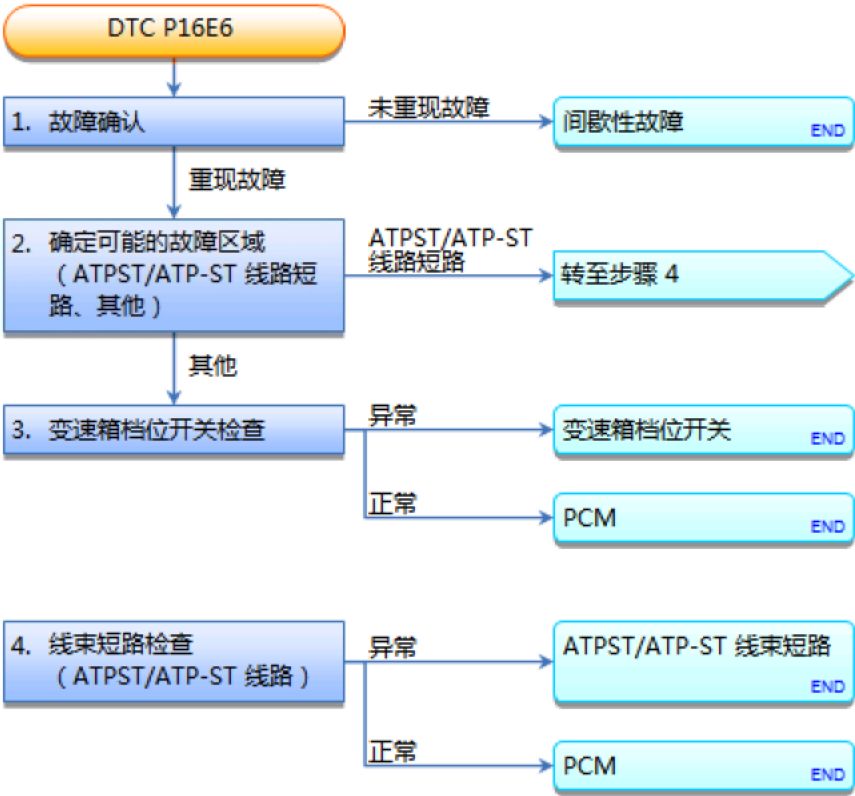 DTC P16E6
1. 故障确认
未重现故障
间歇性故障
END
重现故障
2. 确定可能的故障区域
（ATPST/ATP-ST 线路短
路、其他）
ATPST/ATP-ST
线路短路
转至步骤 4
其他
3. 变速箱档位开关检查
异常
变速箱档位开关
END
正常
PCM
END
4. 线束短路检查
（ATPST/ATP-ST 线路）
异常
ATPST/ATP-ST 线束短路
END
正常
PCM
END